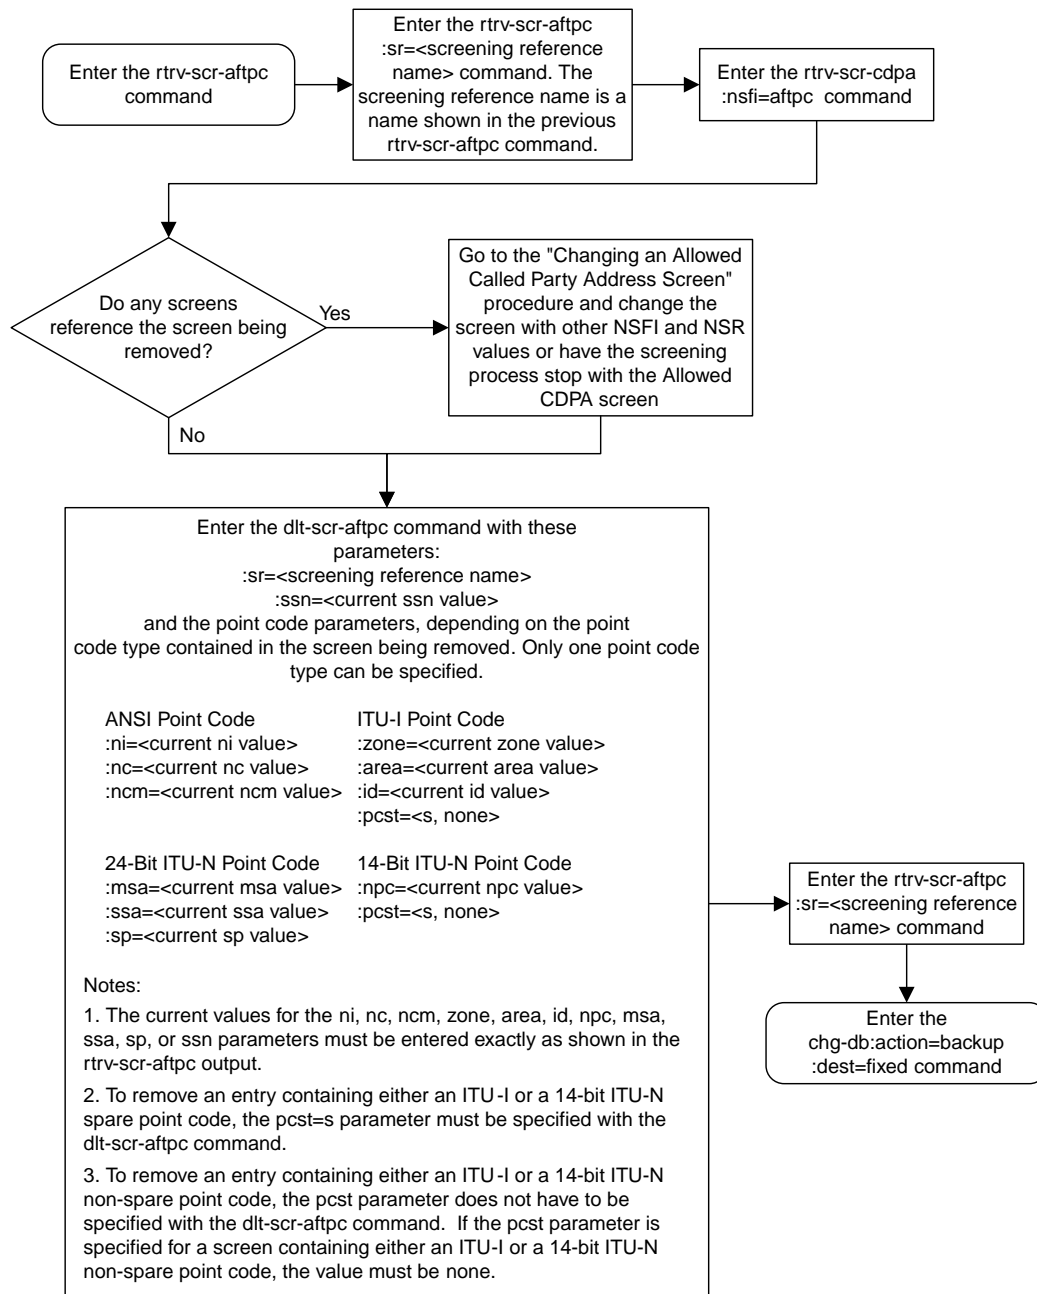 Enter the rtrv-scr-aftpc
command
Enter the rtrv-scr-aftpc
:sr=<screening reference
name> command. The
screening reference name is a
name shown in the previous
rtrv-scr-aftpc command.
Enter the rtrv-scr-cdpa
:nsfi=aftpc command
Do any screens
reference the screen being
removed?
Yes
No
Go to the "Changing an Allowed
Called Party Address Screen"
procedure and change the
screen with other NSFI and NSR
values or have the screening
process stop with the Allowed
CDPA screen
Enter the dlt-scr-aftpc command with these
parameters:
:sr=<screening reference name>
:ssn=<current ssn value>
and the point code parameters, depending on the point
code type contained in the screen being removed. Only one point code
type can be specified.
ANSI Point Code
:ni=<current ni value>
:nc=<current nc value>
:ncm=<current ncm value>
ITU-I Point Code
:zone=<current zone value>
:area=<current area value>
:id=<current id value>
:pcst=<s, none>
24-Bit ITU-N Point Code
:msa=<current msa value>
:ssa=<current ssa value>
:sp=<current sp value>
14-Bit ITU-N Point Code
:npc=<current npc value>
:pcst=<s, none>
Notes:
1. The current values for the ni, nc, ncm, zone, area, id, npc, msa,
ssa, sp, or ssn parameters must be entered exactly as shown in the
rtrv-scr-aftpc output.
2. To remove an entry containing either an ITU-I or a 14-bit ITU-N
spare point code, the pcst=s parameter must be specified with the
dlt-scr-aftpc command.
3. To remove an entry containing either an ITU-I or a 14-bit ITU-N
non-spare point code, the pcst parameter does not have to be
specified with the dlt-scr-aftpc command. If the pcst parameter is
specified for a screen containing either an ITU-I or a 14-bit ITU-N
non-spare point code, the value must be none.
Enter the rtrv-scr-aftpc
:sr=<screening reference
name> command
Enter the
chg-db:action=backup
:dest=fixed command